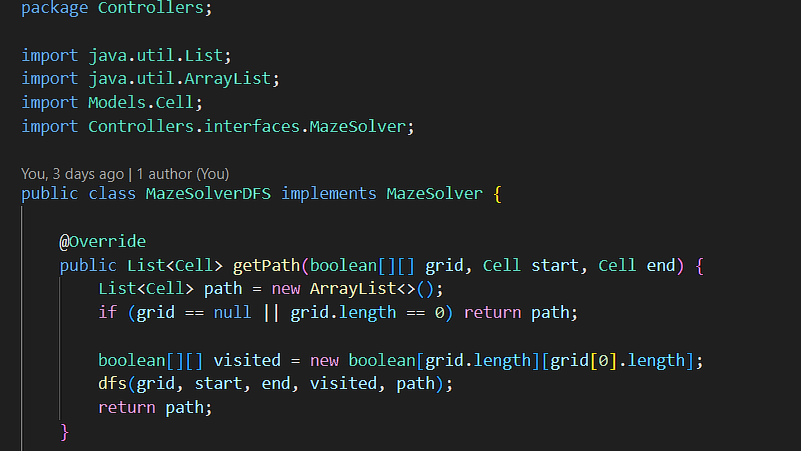 package Controllers;
import java.util.List;
import java.util.ArrayList;
import Models.Cell;
import Controllers.interfaces.MazeSolver;
You, 3 days ago | 1 author (You)
public class MazeSolverDFS implements MazeSolver {
@Override
public List<Cell> getPath(boolean[][] grid, Cell start, Cell end) {
List<Cell> path = new ArrayList<>();
if (grid == null || grid.length == 0) return path;
boolean[][] visited = new boolean[grid.length][grid[0].length];
dfs(grid, start, end, visited, path);
return path;
}